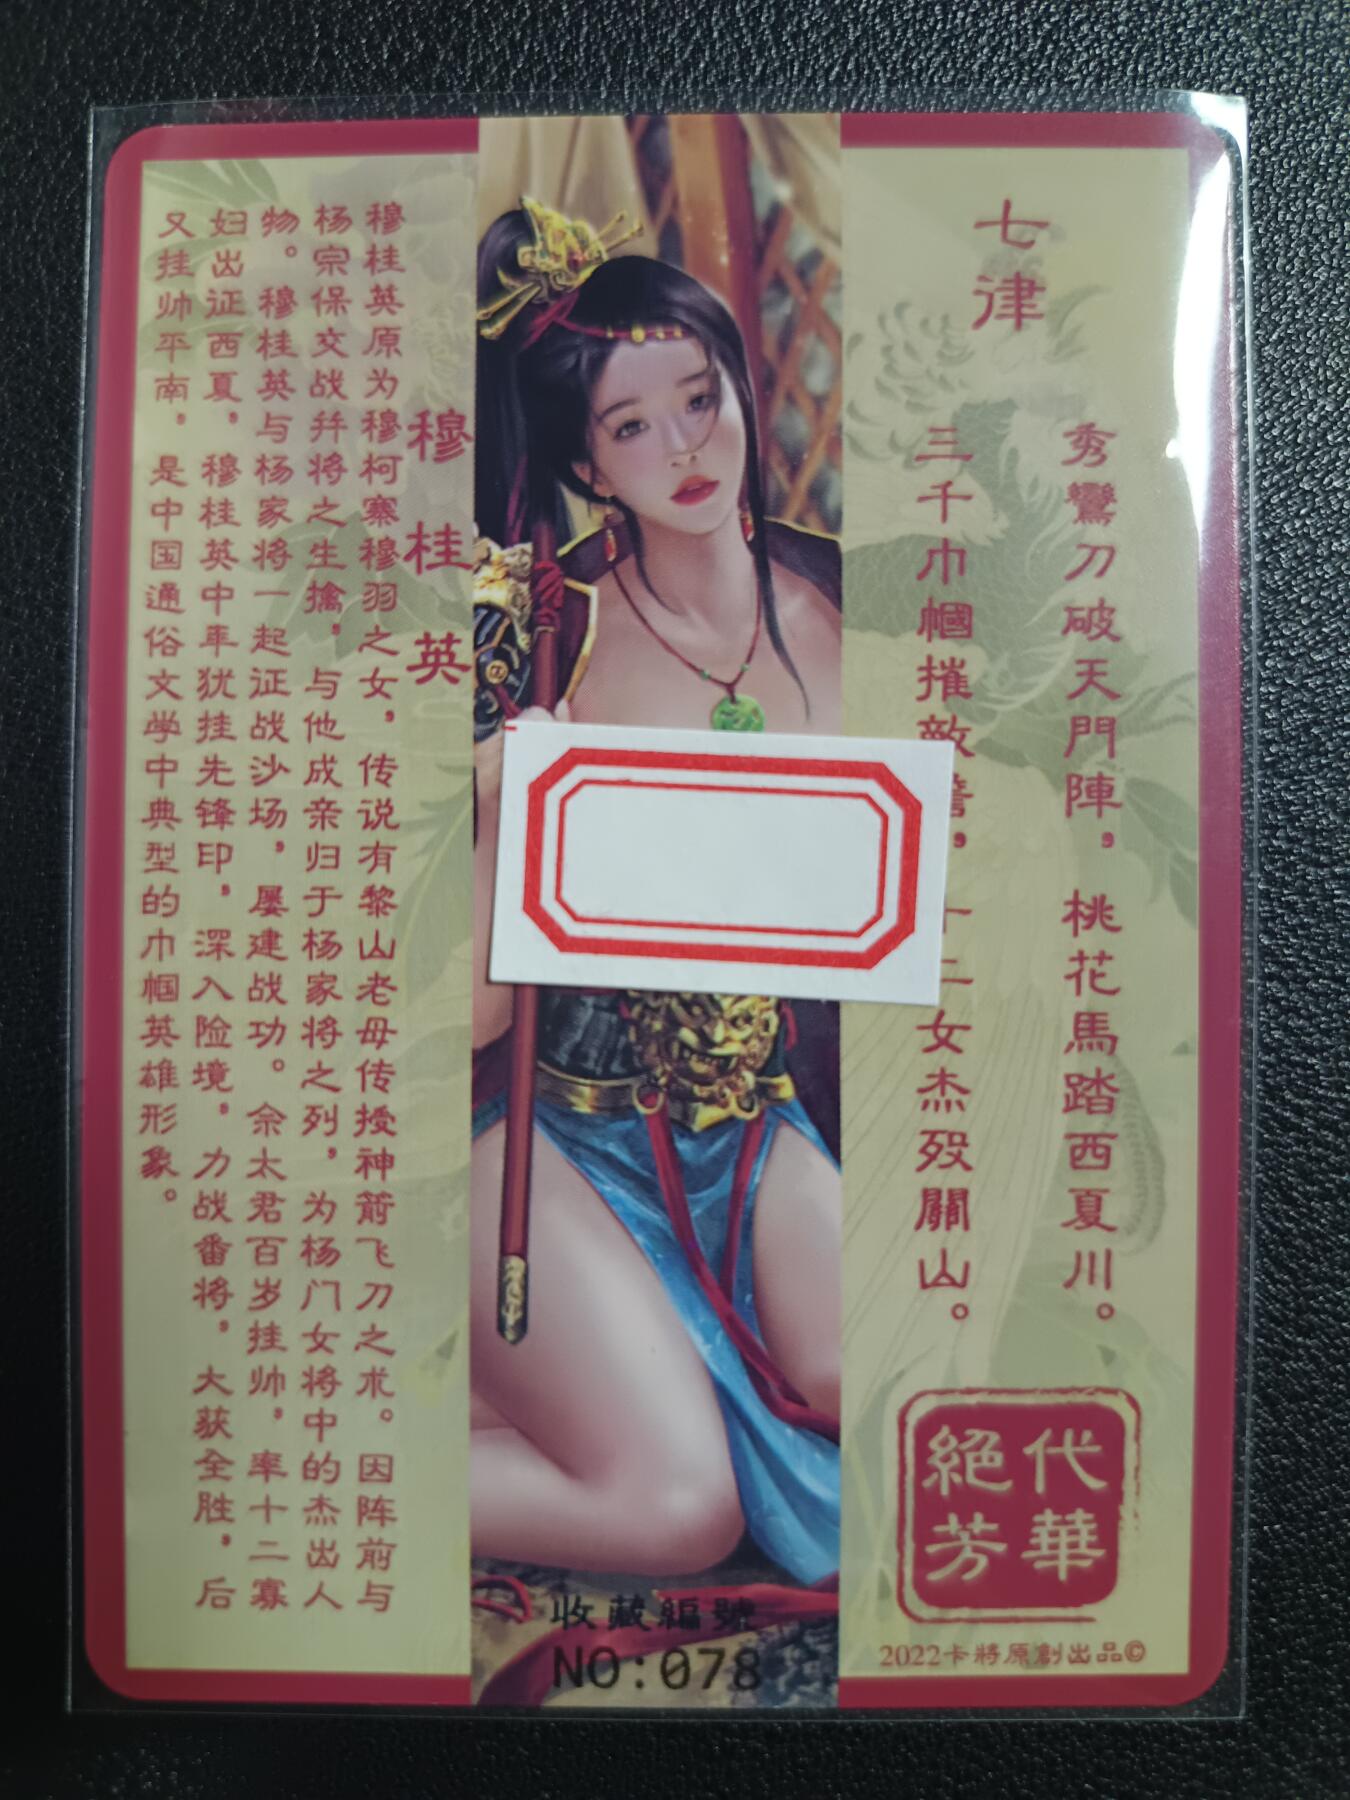 七律
秀鸞刀破天門陣，桃花馬踏西夏川。
三千巾幗摧敵，十二女杰歿關山。
絕代
芳華
2022卡將原創出品©
穆桂英
穆桂英原为穆柯寨穆羽之女，传说有黎山老母传授神箭飞刀之术。因阵前与
杨宗保交战并将之生擒，与他成亲归于杨家将之列，为杨门女将中的杰出人
物。穆桂英与杨家将一起证战沙场，屡建战功。佘太君百岁挂帅，率十二寡
妇出证西夏，穆桂英中年犹挂先锋印，深入险境，力战番将，大获全胜，后
又挂帅平南，是中国通俗文学中典型的巾帼英雄形象。
收藏編號
NO:078